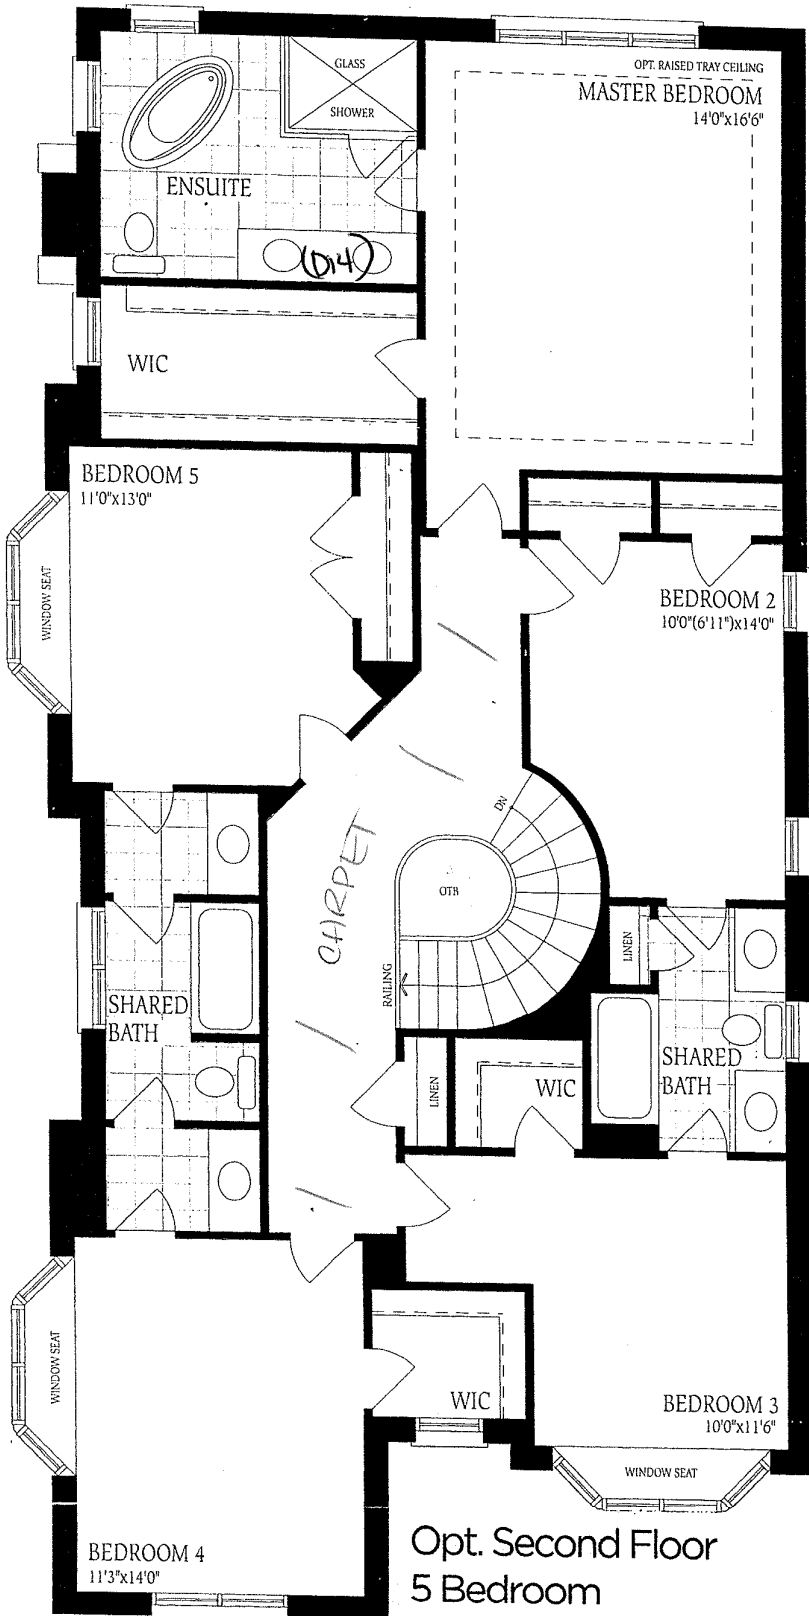 GLASS
SHOWER
OPT. RAISED TRAY CEILING
MASTER BEDROOM
14'0"x16'6"
ENSUITE
(D14)
WIC
BEDROOM 5
11'0"x13'0"
WINDOW SEAT
BEDROOM 2
10'0"(6'11")x14'0"
DN
OTB
CARPET
RAILING
LINEN
SHARED
BATH
LINEN
WIC
SHARED
BATH
WINDOW SEAT
WIC
BEDROOM 3
10'0"x11'6"
WINDOW SEAT
BEDROOM 4
11'3"x14'0"
Opt. Second Floor
5 Bedroom